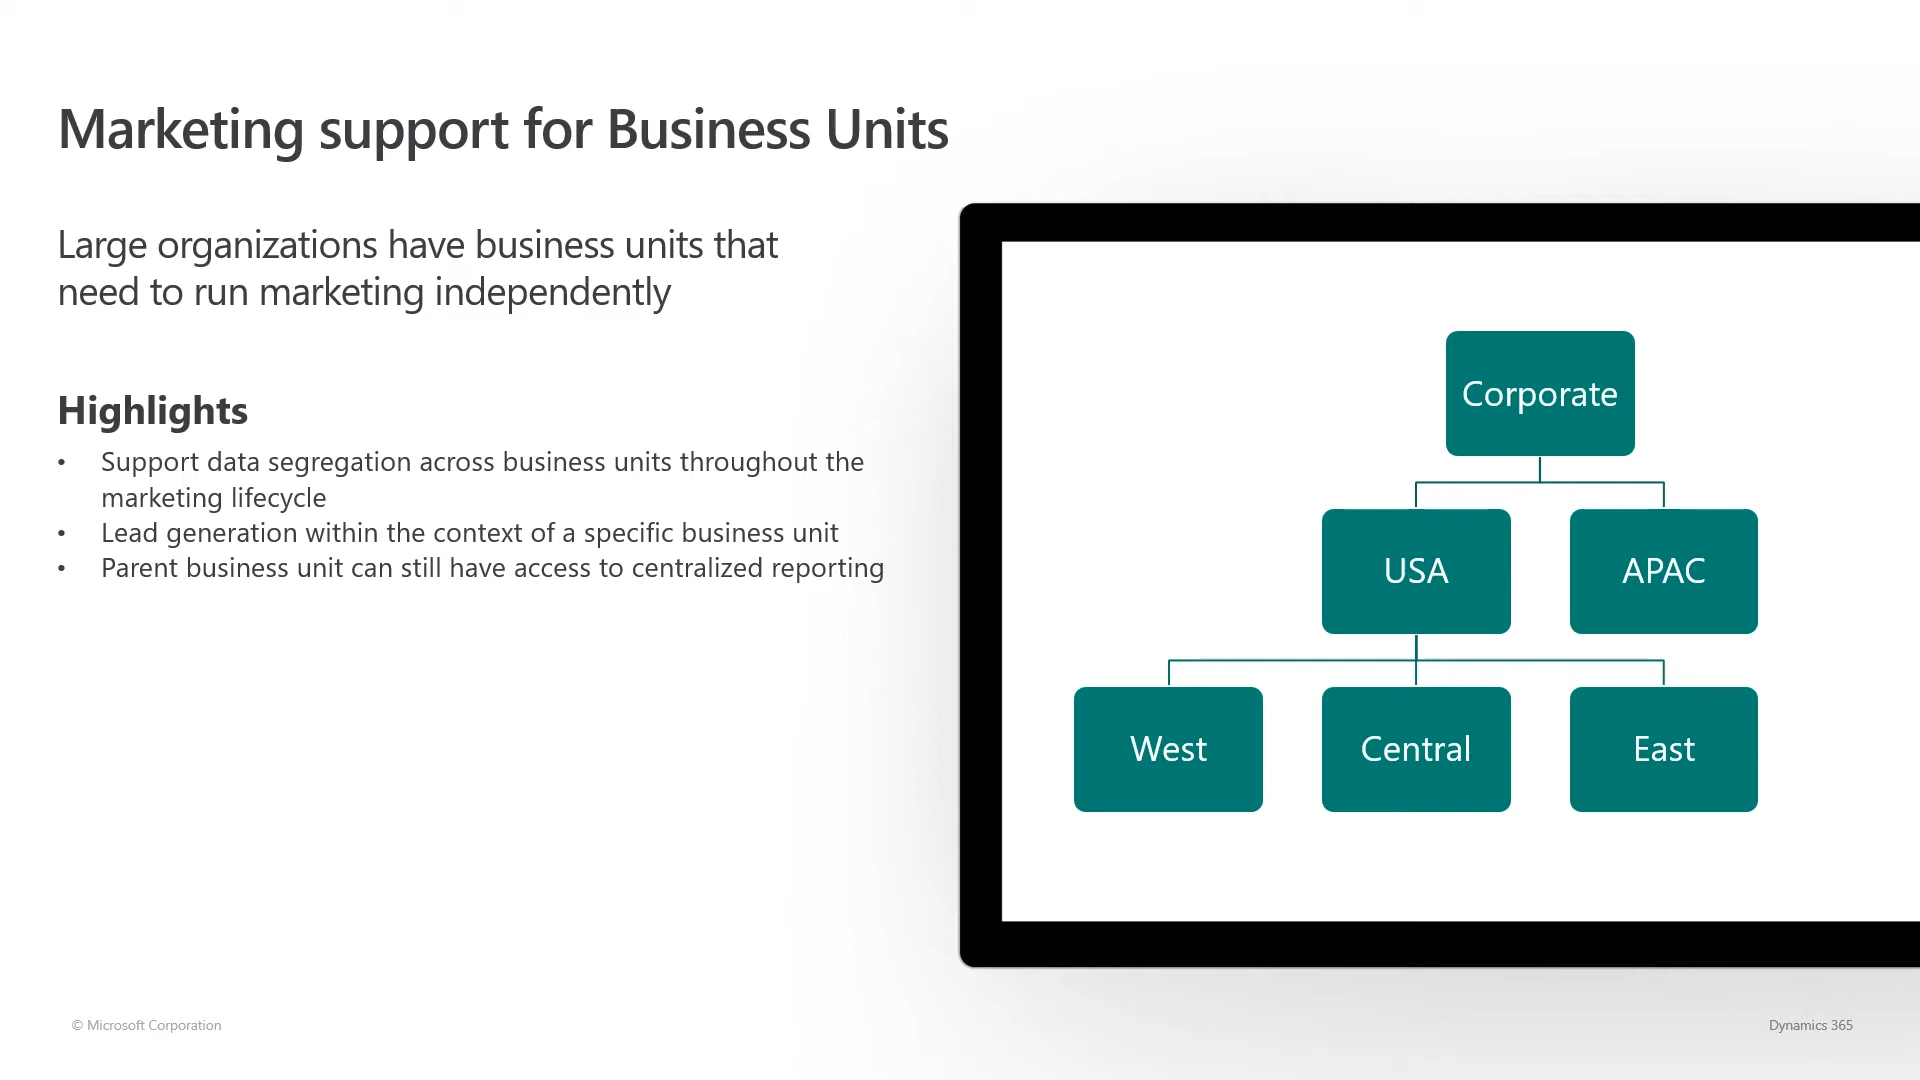 Marketing support for Business Units
Large organizations have business units that
need to run marketing independently
Highlights
• Support data segregation across business units throughout the
marketing lifecycle
• Lead generation within the context of a specific business unit
• Parent business unit can still have access to centralized reporting
Corporate
USA
APAC
West
Central
East
© Microsoft Corporation
Dynamics 365